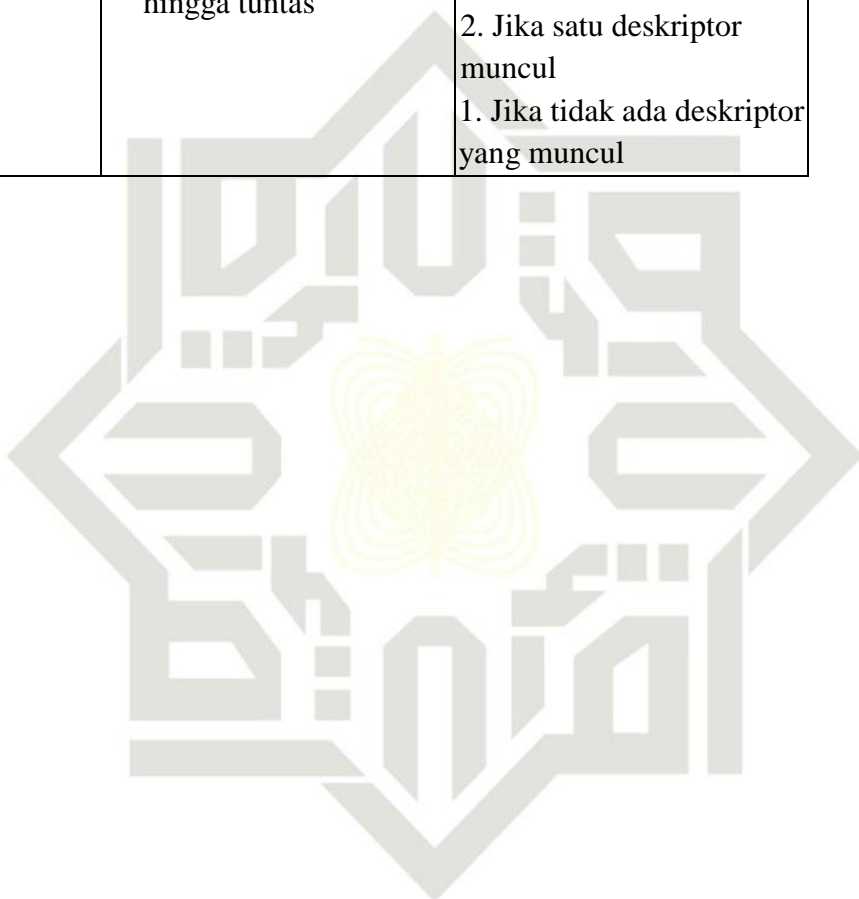 hingga tuntas
2. Jika satu deskriptor
muncul
1. Jika tidak ada deskriptor
yang muncul